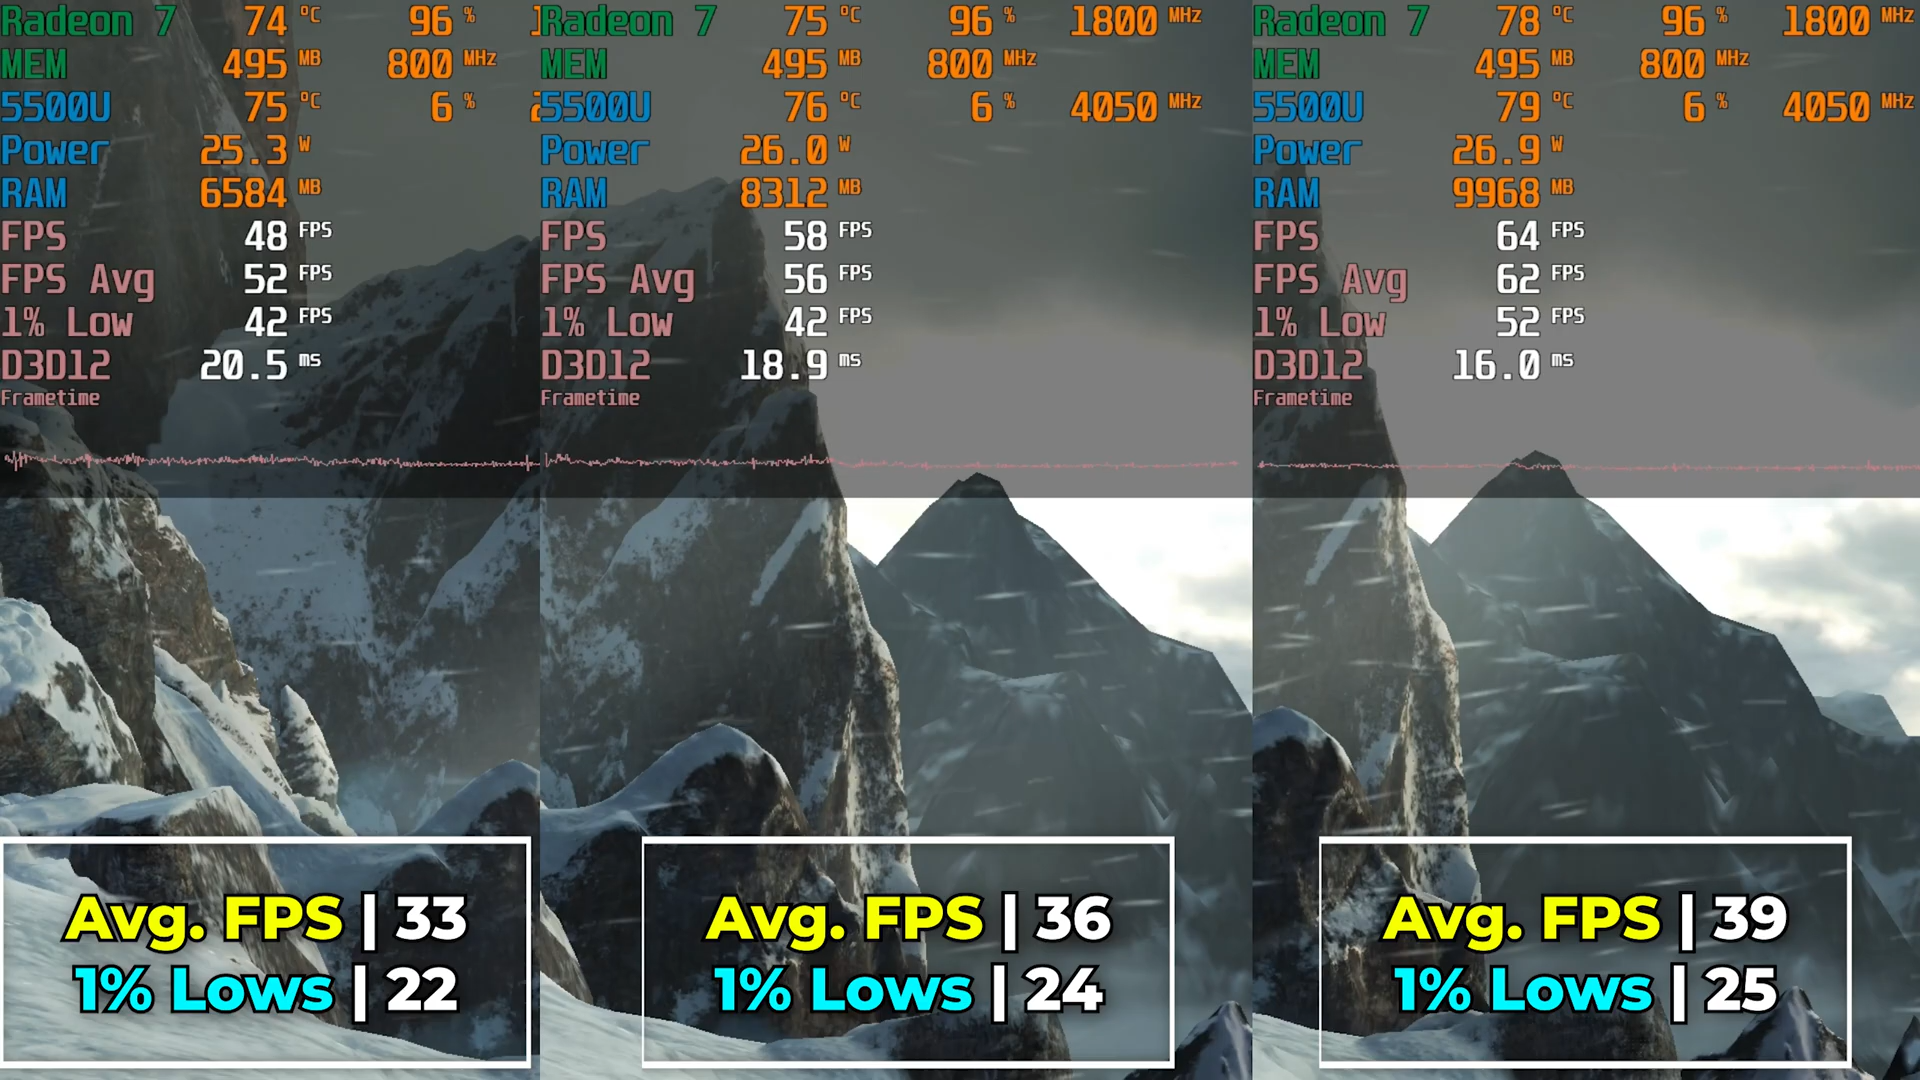 Radeon 7 74 °C 96 %
MEM 495 MB 800 MHz
5500U 75 °C 6 %
Power 25.3 W
RAM 6584 MB
FPS 48 FPS
FPS Avg 52 FPS
1% Low 42 FPS
D3D12 20.5 ms
Frametime
Avg. FPS | 33
1% Lows | 22
Radeon 7 75 °C 96 % 1800 MHz
MEM 495 MB 800 MHz
5500U 76 °C 6 % 4050 MHz
Power 26.0 W
RAM 8312 MB
FPS 58 FPS
FPS Avg 56 FPS
1% Low 42 FPS
D3D12 18.9 ms
Frametime
Avg. FPS | 36
1% Lows | 24
Radeon 7 78 °C 96 % 1800 MHz
MEM 495 MB 800 MHz
5500U 79 °C 6 % 4050 MHz
Power 26.9 W
RAM 9968 MB
FPS 64 FPS
FPS Avg 62 FPS
1% Low 52 FPS
D3D12 16.0 ms
Frametime
Avg. FPS | 39
1% Lows | 25